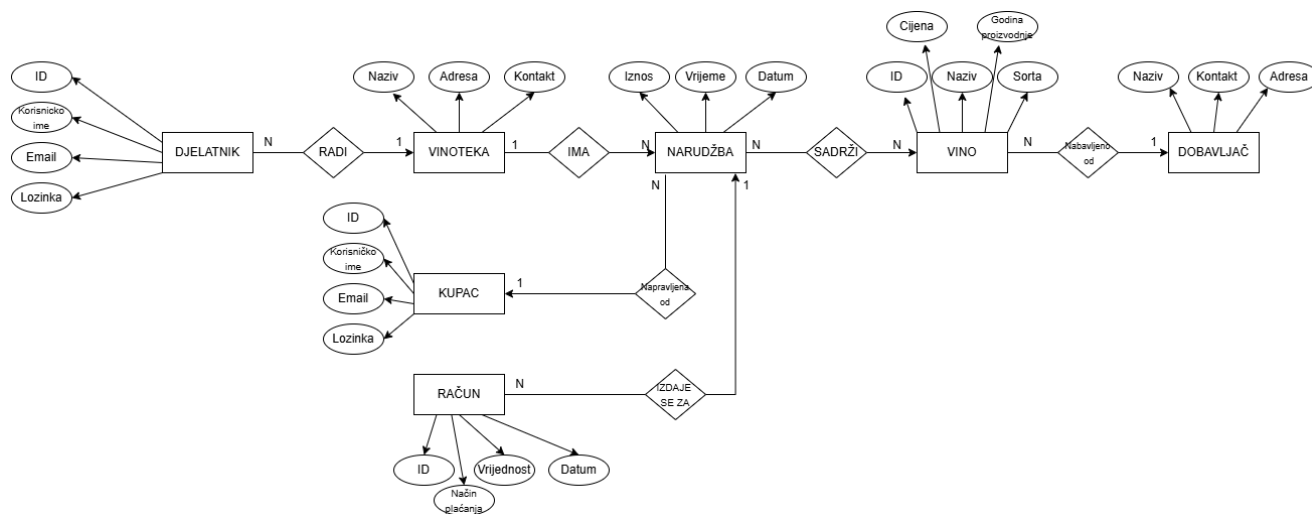 Cijena
Godina
proizvodnje
ID
Naziv
Adresa
Kontakt
Iznos
Vrijeme
Datum
ID
Naziv
Sorta
Naziv
Kontakt
Adresa
Korisnicko
ime
Email
Lozinka
DJELATNIK
N
RADI
1
VINOTEKA
1
IMA
N
NARUDŽBA
N
SADRŽI
N
VINO
N
Nabavljeno
od
1
DOBAVLJAČ
N
1
ID
Korisničko
ime
Email
Lozinka
KUPAC
1
Napravljena
od
RAČUN
N
IZDAJE
SE ZA
ID
Način
plaćanja
Vrijednost
Datum